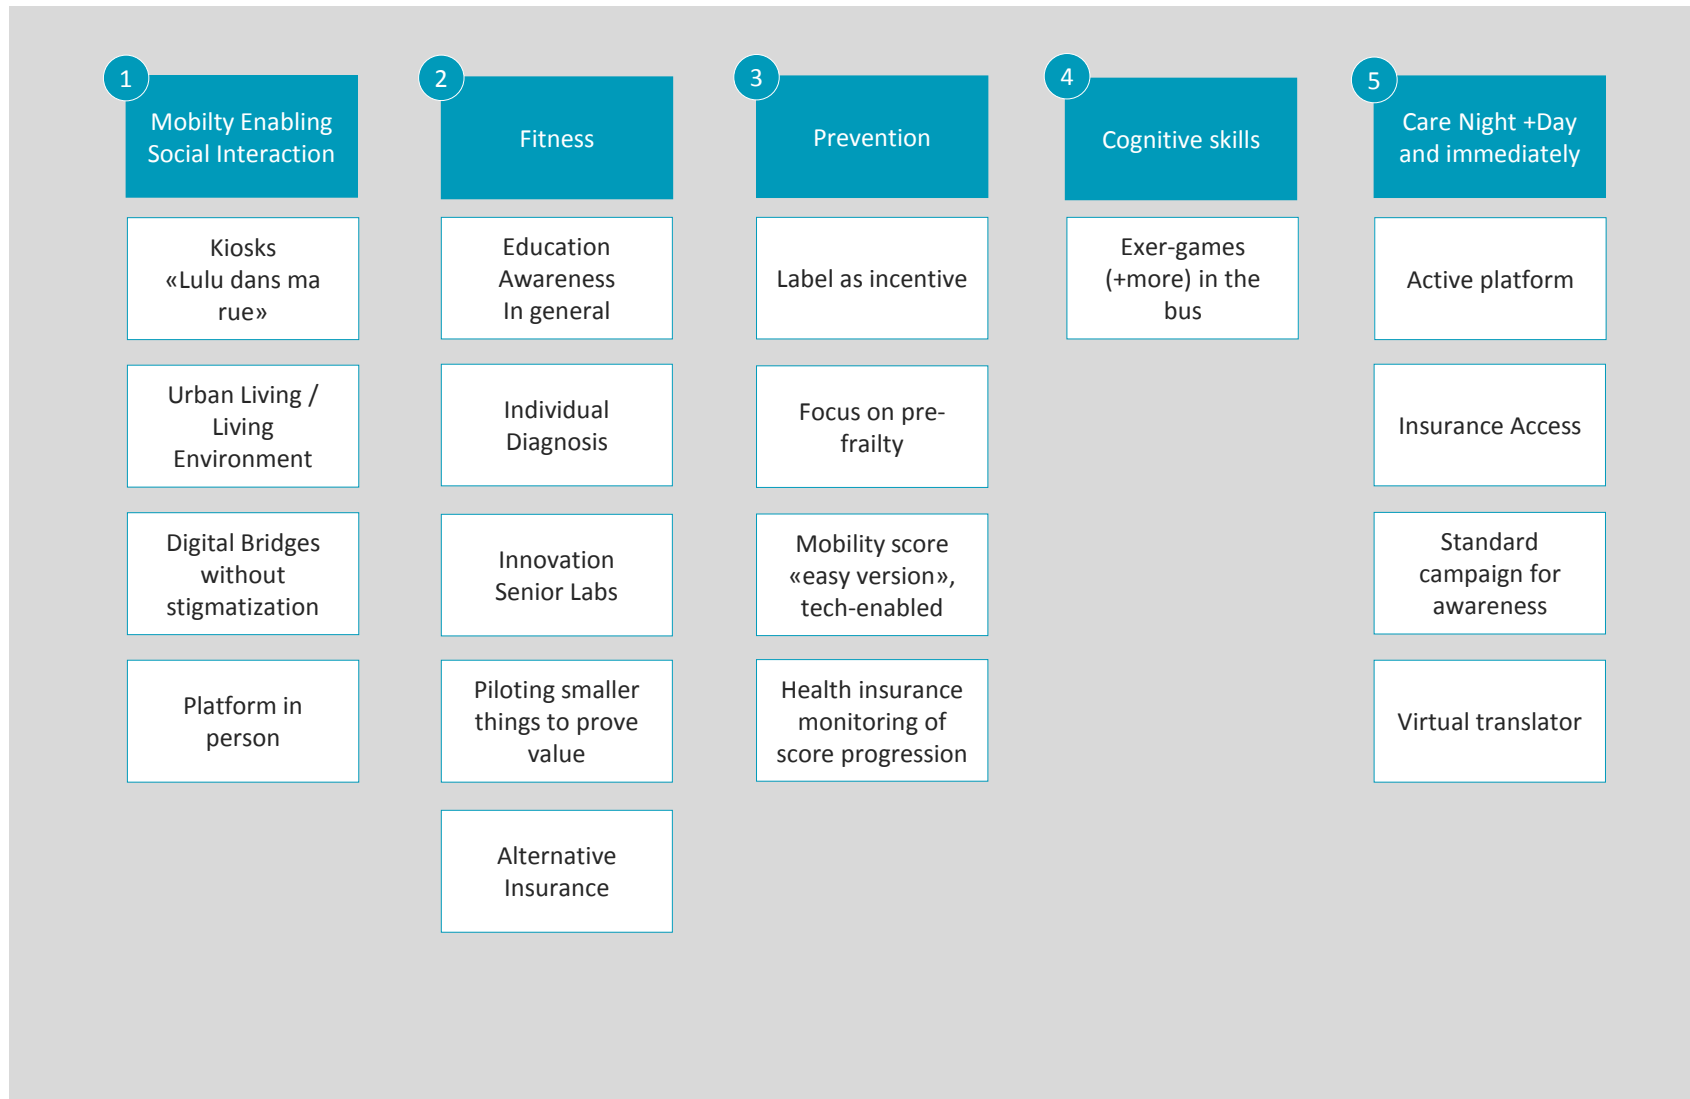 1
Mobilty Enabling
Social Interaction
Kiosks
«Lulu dans ma
rue»
Urban Living /
Living
Environment
Digital Bridges
without
stigmatization
Platform in
person
2
Fitness
Education
Awareness
In general
Individual
Diagnosis
Innovation
Senior Labs
Piloting smaller
things to prove
value
Alternative
Insurance
3
Prevention
Label as incentive
Focus on pre-
frailty
Mobility score
«easy version»,
tech-enabled
Health insurance
monitoring of
score progression
4
Cognitive skills
Exer-games
(+more) in the
bus
5
Care Night +Day
and immediately
Active platform
Insurance Access
Standard
campaign for
awareness
Virtual translator